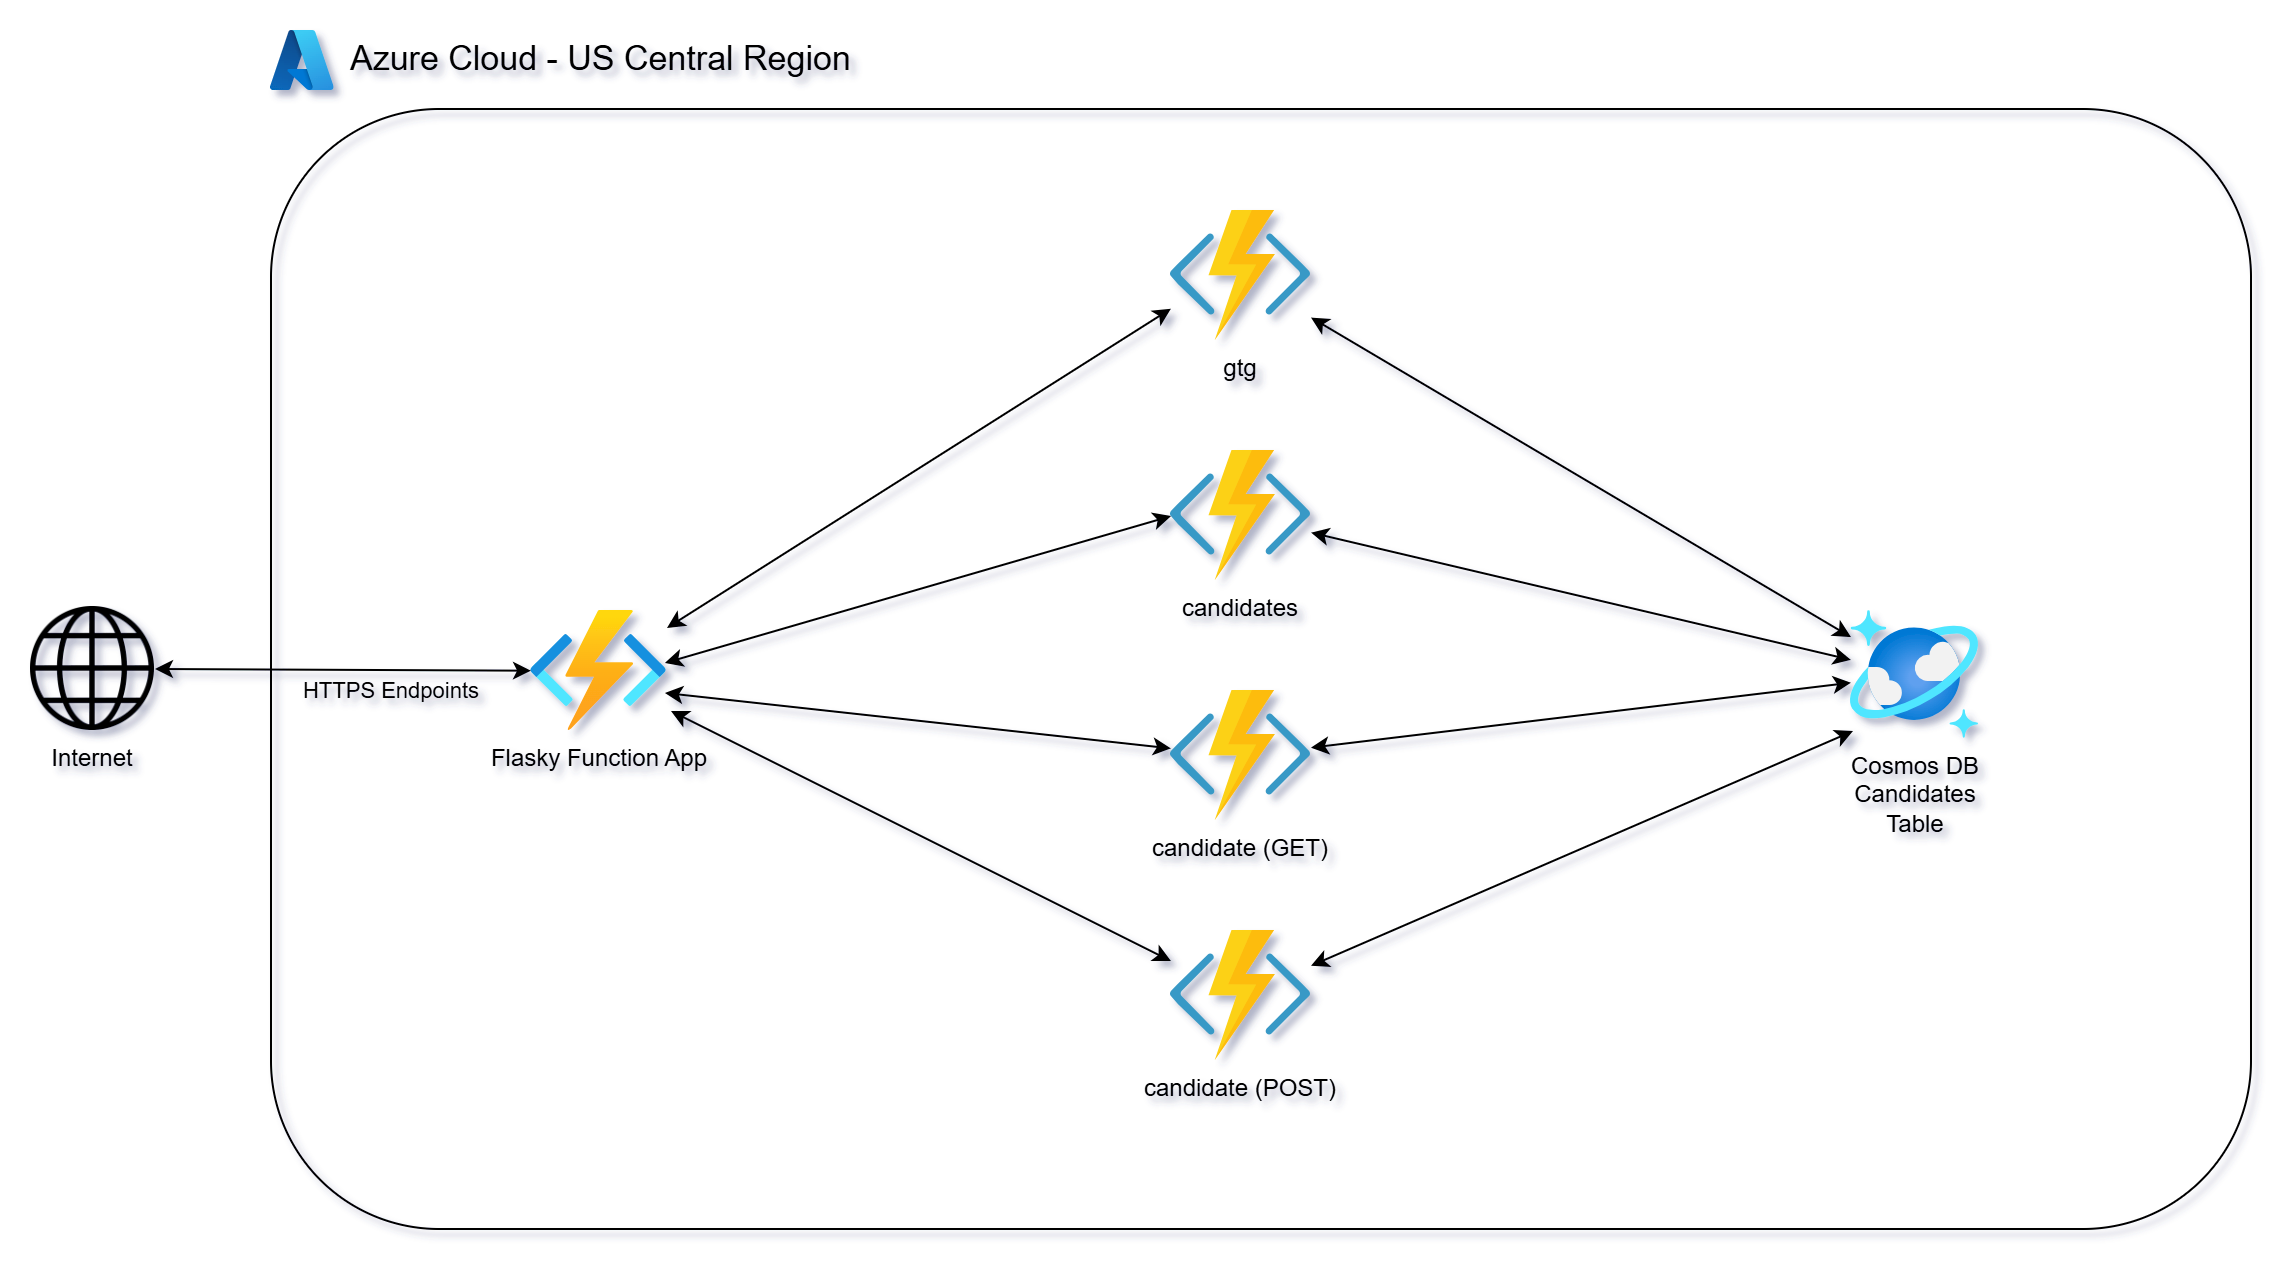 Azure Cloud - US Central Region
gtg
candidates
HTTPS Endpoints
Internet
Flasky Function App
Cosmos DB
Candidates
Table
candidate (GET)
candidate (POST)